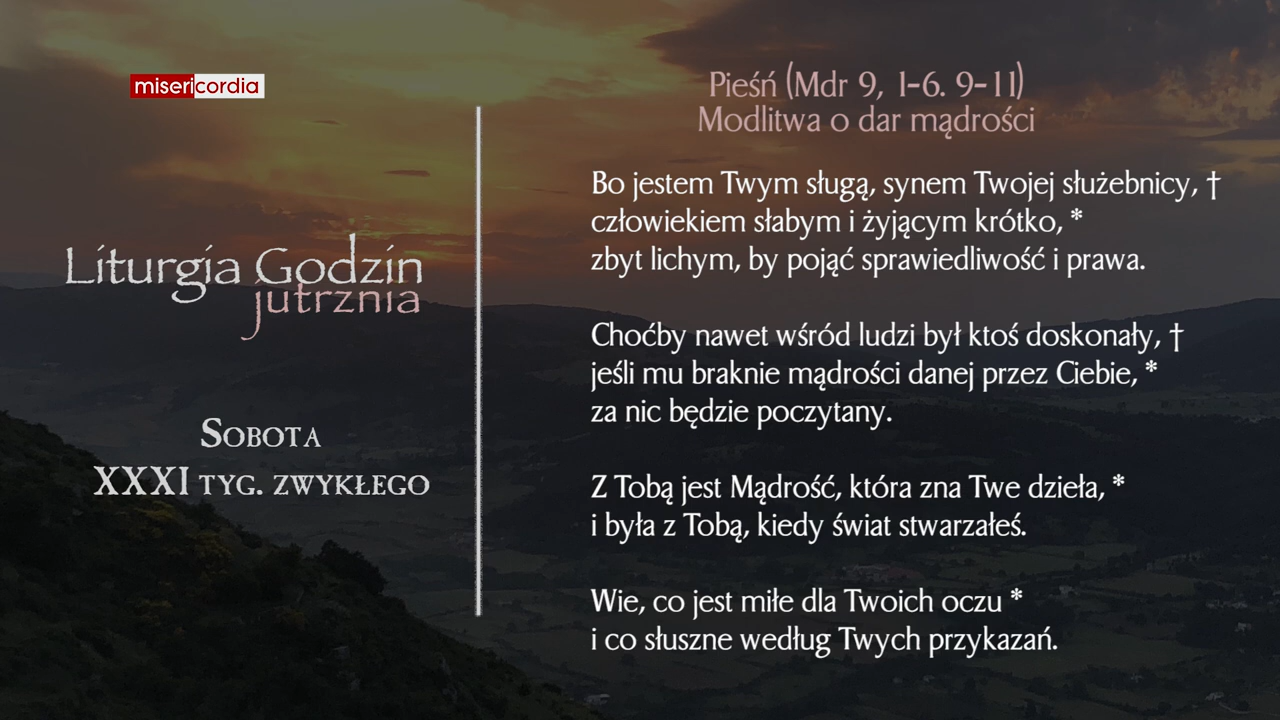 misericordia
Liturgia Godzin
jutrznia
Sobota
XXXI tyg. zwykłego
Pieśń (Mdr 9, 1-6. 9-11)
Modlitwa o dar mądrości
Bo jestem Twym sługą, synem Twojej służebnicy, †
człowiekiem słabym i żyjącym krótko, *
zbyt lichym, by pojąć sprawiedliwość i prawa.
Choćby nawet wśród ludzi był ktoś doskonały, †
jeśli mu braknie mądrości danej przez Ciebie, *
za nic będzie poczytany.
Z Tobą jest Mądrość, która zna Twe dzieła, *
i była z Tobą, kiedy świat stwarzałeś.
Wie, co jest miłe dla Twoich oczu *
i co słuszne według Twych przykazań.